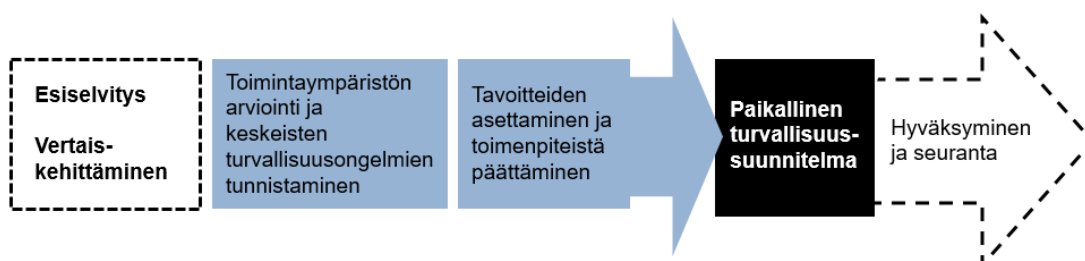 Esiselvitys
Vertais-
kehittäminen
Toimintaympäristön
arviointi ja
keskeisten
turvallisuusongelmien
tunnistaminen
Tavoitteiden
asettaminen ja
toimenpiteistä
päättäminen
Paikallinen
turvallisuus-
suunnitelma
Hyväksyminen
ja seuranta